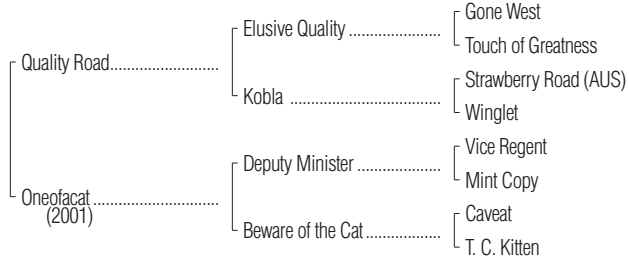 Gone West
Elusive Quality ....................
Touch of Greatness
Quality Road.......................
Strawberry Road (AUS)
Kobla ................................
Winglet
Vice Regent
Deputy Minister ..................
Mint Copy
Oneofacat ..........................
(2001)
Caveat
Beware of the Cat................
T. C. Kitten